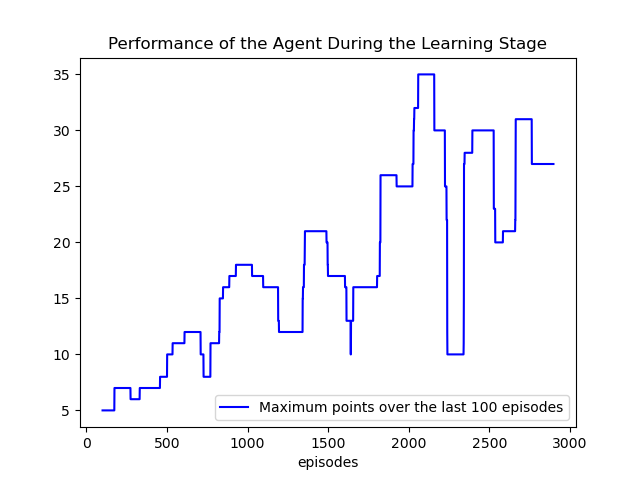 Performance of the Agent During the Learning Stage
35
30
25
20
15
10
5
Maximum points over the last 100 episodes
0 500 1000 1500 2000 2500 3000
episodes